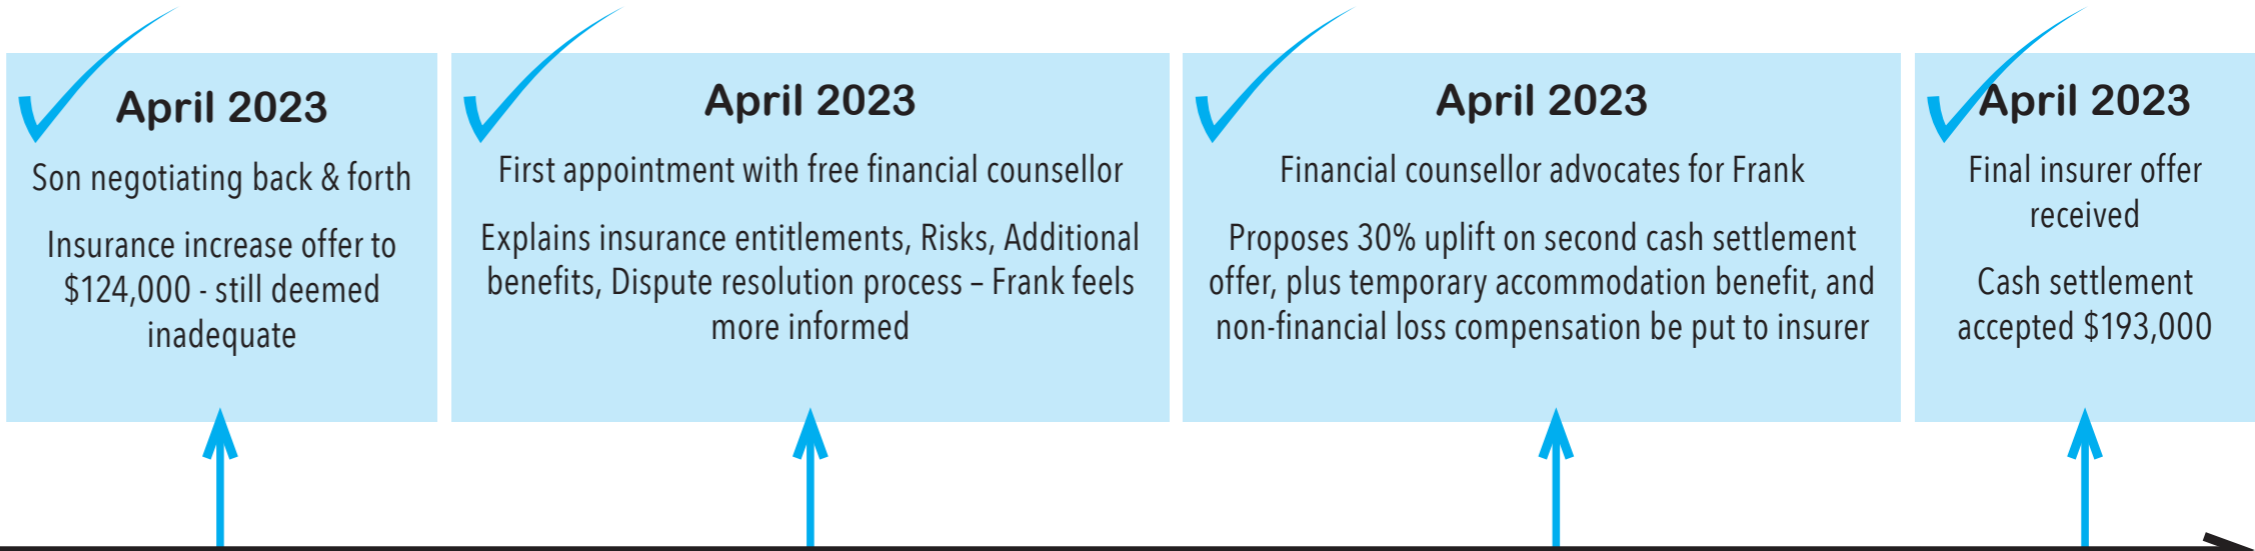 April 2023
Son negotiating back & forth
Insurance increase offer to
$124,000 - still deemed
inadequate
April 2023
First appointment with free financial counsellor
Explains insurance entitlements, Risks, Additional
benefits, Dispute resolution process – Frank feels
more informed
April 2023
Financial counsellor advocates for Frank
Proposes 30% uplift on second cash settlement
offer, plus temporary accommodation benefit, and
non-financial loss compensation be put to insurer
April 2023
Final insurer offer
received
Cash settlement
accepted $193,000